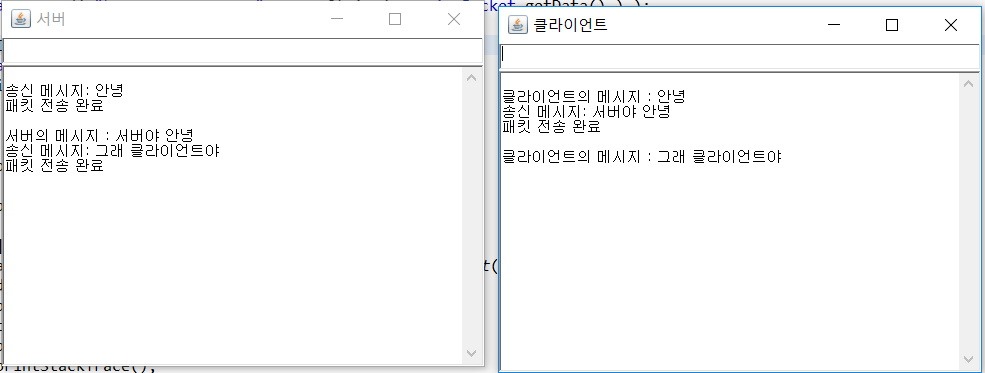 서버
송신 메시지: 안녕
패킷 전송 완료
서버의 메시지 : 서버야 안녕
송신 메시지: 그래 클라이언트야
패킷 전송 완료
클라이언트
클라이언트의 메시지 : 안녕
송신 메시지: 서버야 안녕
패킷 전송 완료
클라이언트의 메시지 : 그래 클라이언트야